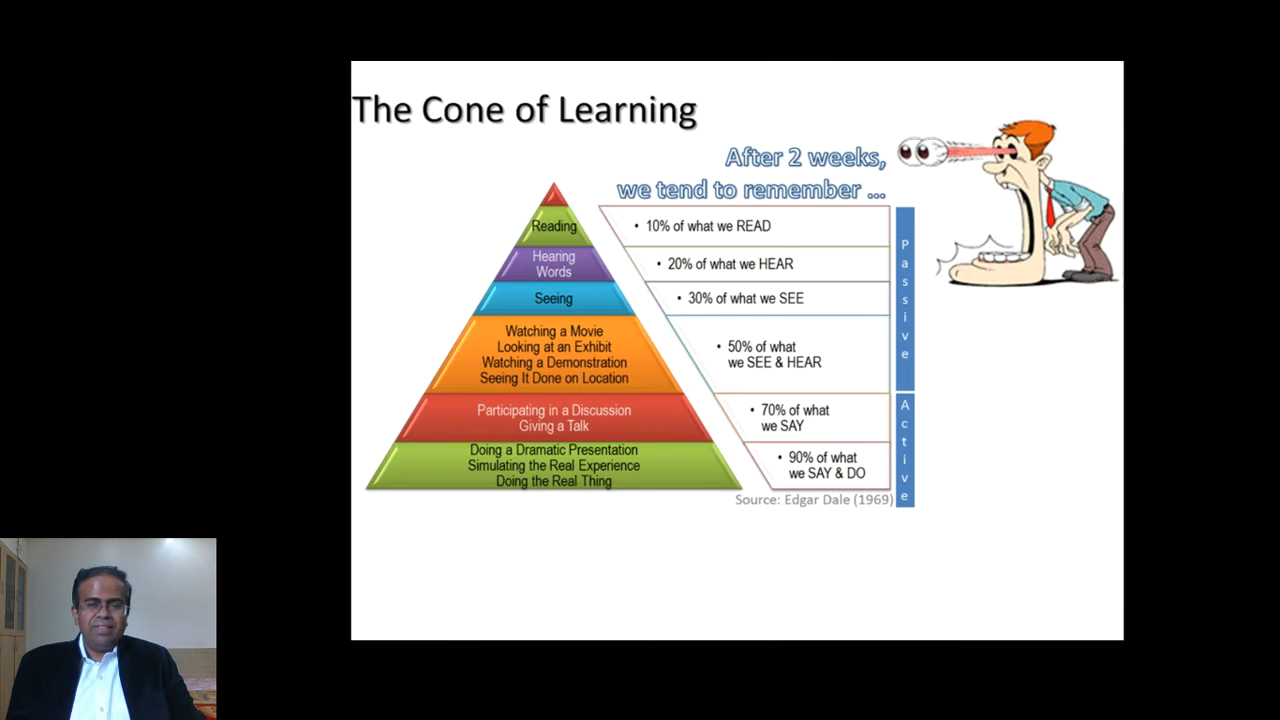 The Cone of Learning
After 2 weeks,
we tend to remember ...
Reading
• 10% of what we READ
Hearing
Words
• 20% of what we HEAR
Seeing
• 30% of what we SEE
Watching a Movie
Looking at an Exhibit
Watching a Demonstration
Seeing It Done on Location
• 50% of what
we SEE & HEAR
Participating in a Discussion
Giving a Talk
• 70% of what
we SAY
Doing a Dramatic Presentation
Simulating the Real Experience
Doing the Real Thing
• 90% of what
we SAY & DO
Passive
Active
Source: Edgar Dale (1969)